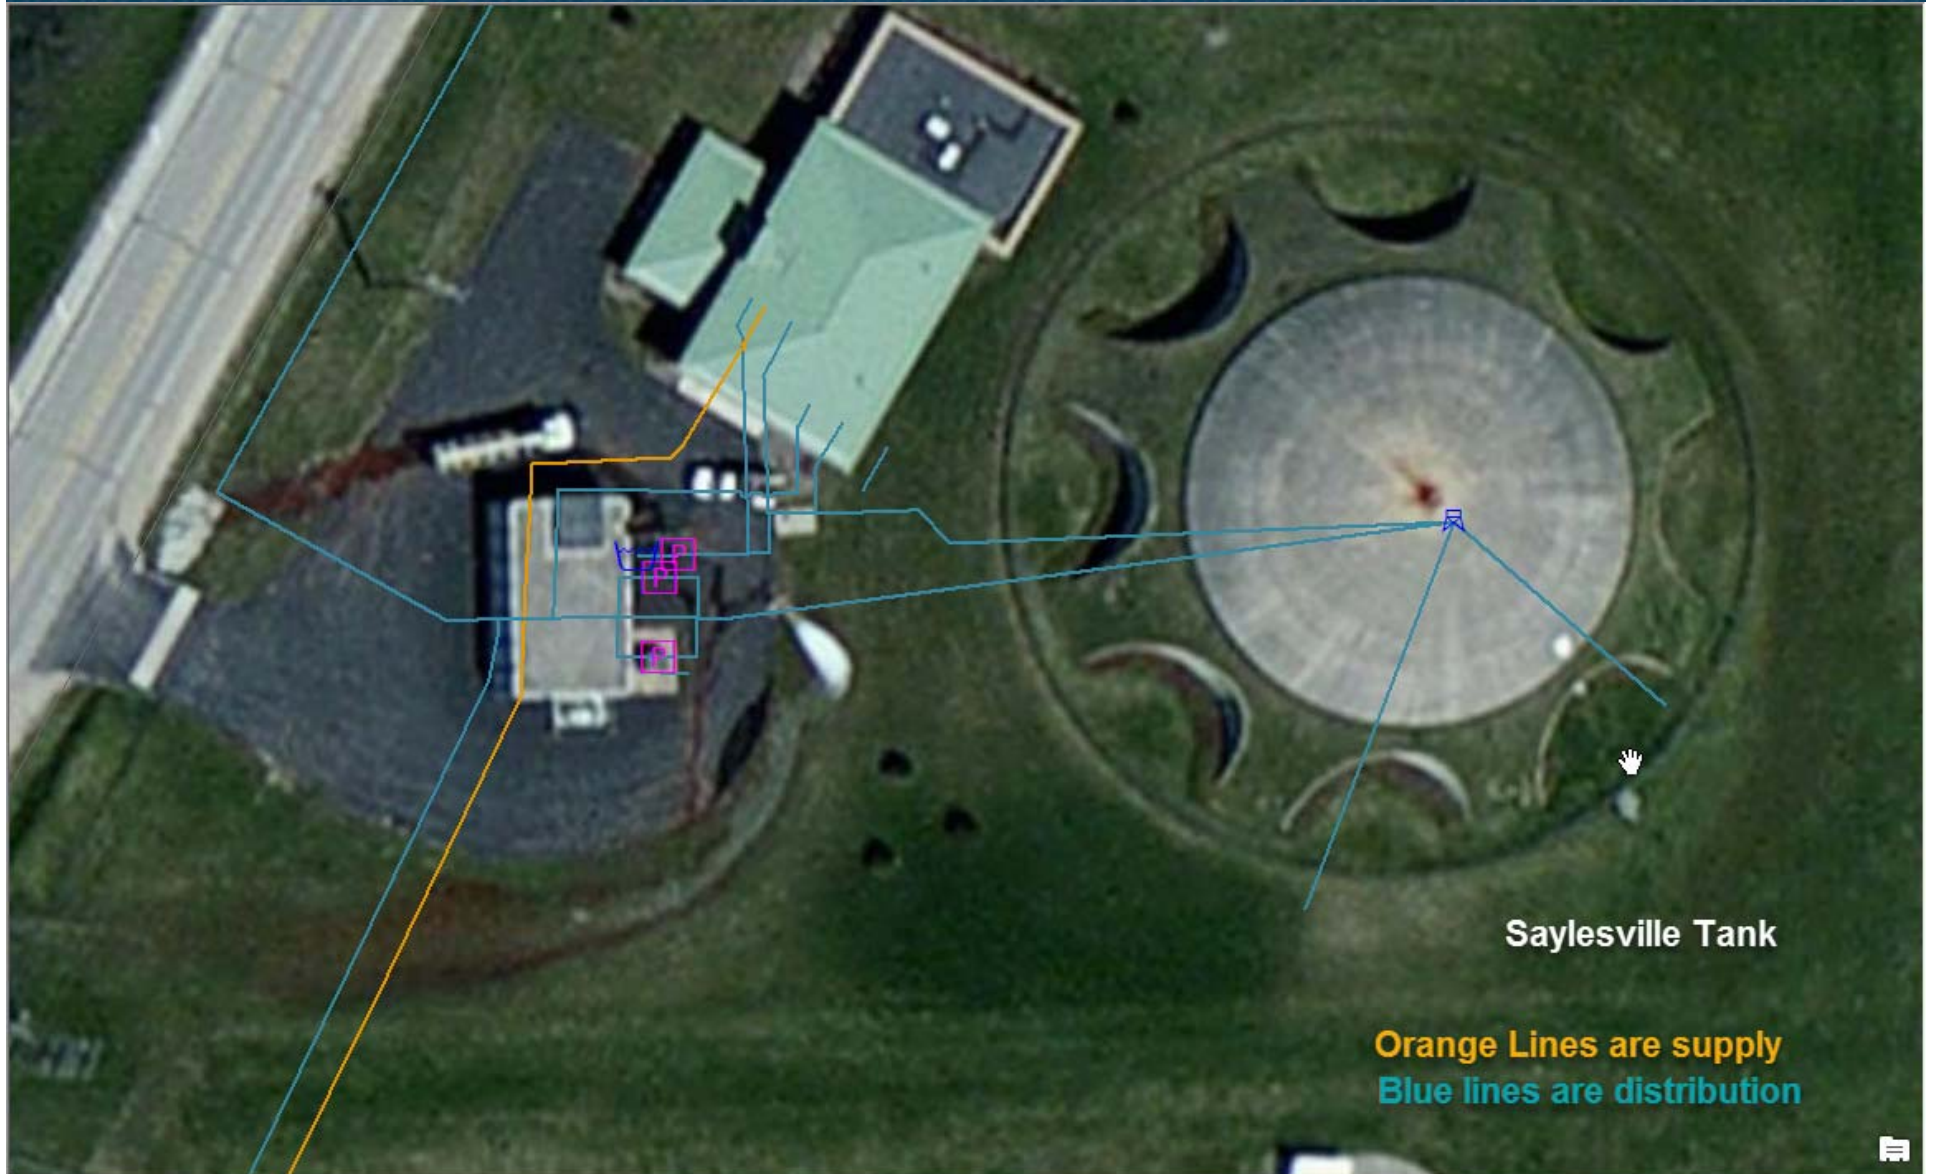 P
P
P
Saylesville Tank
Orange Lines are supply
Blue lines are distribution